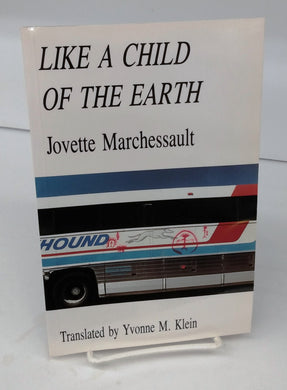 LIKE A CHILD
OF THE EARTH
Jovette Marchessault
HOUND
Translated by Yvonne M. Klein